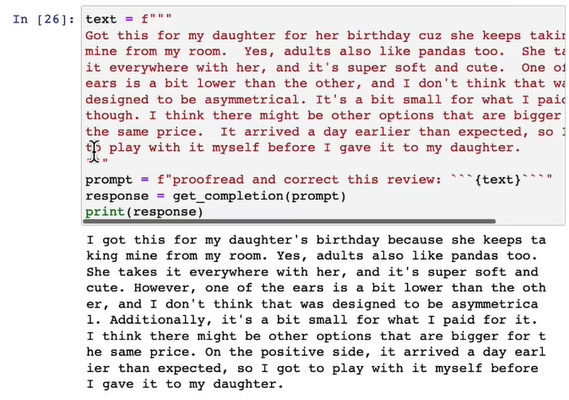 In [26]:
text = f"""
Got this for my daughter for her birthday cuz she keeps
mine from my room.  Yes, adults also like pandas too.  She
it everywhere with her, and it's super soft and cute.  One
ears is a bit lower than the other, and I don't think that
designed to be asymmetrical. It's a bit small for what I
though. I think there might be other options that are bigger
the same price.  It arrived a day earlier than expected, so I
to play with it myself before I gave it to my daughter.
"""
prompt = f"proofread and correct this review: ```{text}```"
response = get_completion(prompt)
print(response)
I got this for my daughter's birthday because she keeps ta
king mine from my room. Yes, adults also like pandas too.
She takes it everywhere with her, and it's super soft and
cute. However, one of the ears is a bit lower than the oth
er, and I don't think that was designed to be asymmetrica
l. Additionally, it's a bit small for what I paid for it.
I think there might be other options that are bigger for t
he same price. On the positive side, it arrived a day earl
ier than expected, so I got to play with it myself before
I gave it to my daughter.